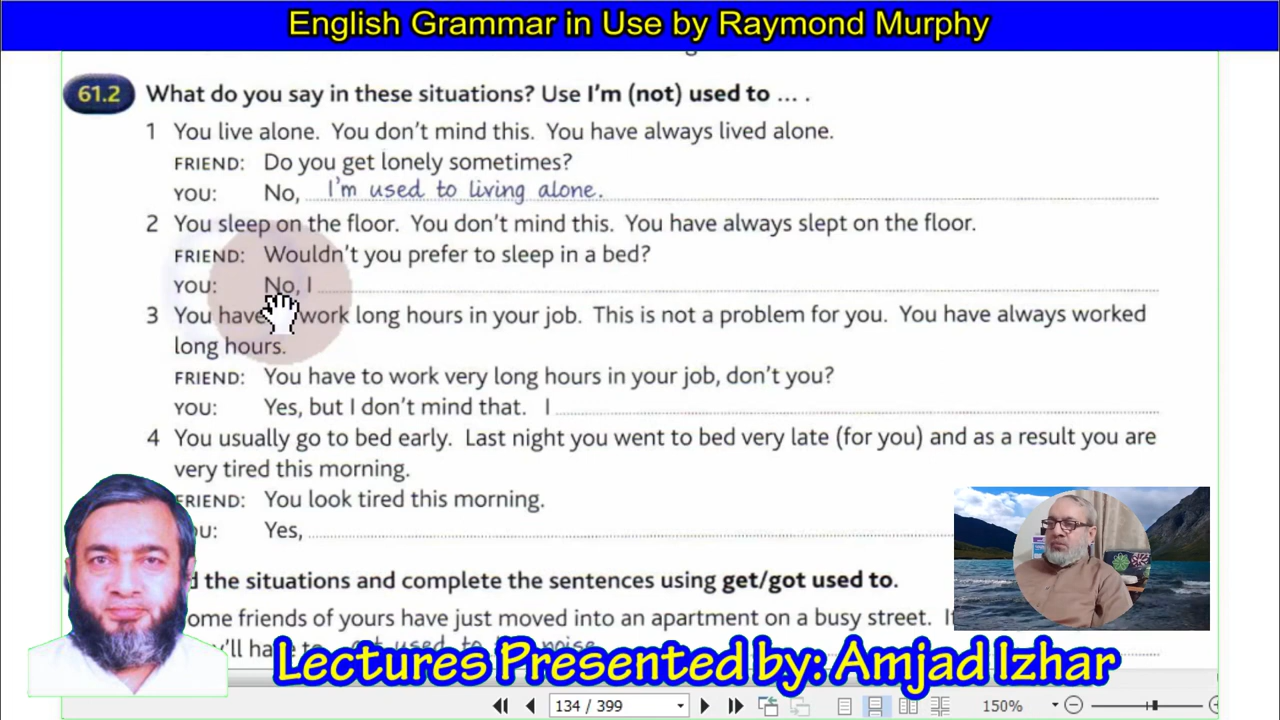 English Grammar in Use by Raymond Murphy
61.2 What do you say in these situations? Use I'm (not) used to ... .
1 You live alone. You don't mind this. You have always lived alone.
FRIEND: Do you get lonely sometimes?
YOU: No, I'm used to living alone.
2 You sleep on the floor. You don't mind this. You have always slept on the floor.
FRIEND: Wouldn't you prefer to sleep in a bed?
YOU: No, I
3 You have work long hours in your job. This is not a problem for you. You have always worked
long hours.
FRIEND: You have to work very long hours in your job, don't you?
YOU: Yes, but I don't mind that. I
4 You usually go to bed early. Last night you went to bed very late (for you) and as a result you are
very tired this morning.
FRIEND: You look tired this morning.
Yes,
the situations and complete the sentences using get/got used to.
friends of yours have just moved into an apartment on a busy street.
used to noise
Lectures Presented by: Amjad Izhar
134 / 399
150%